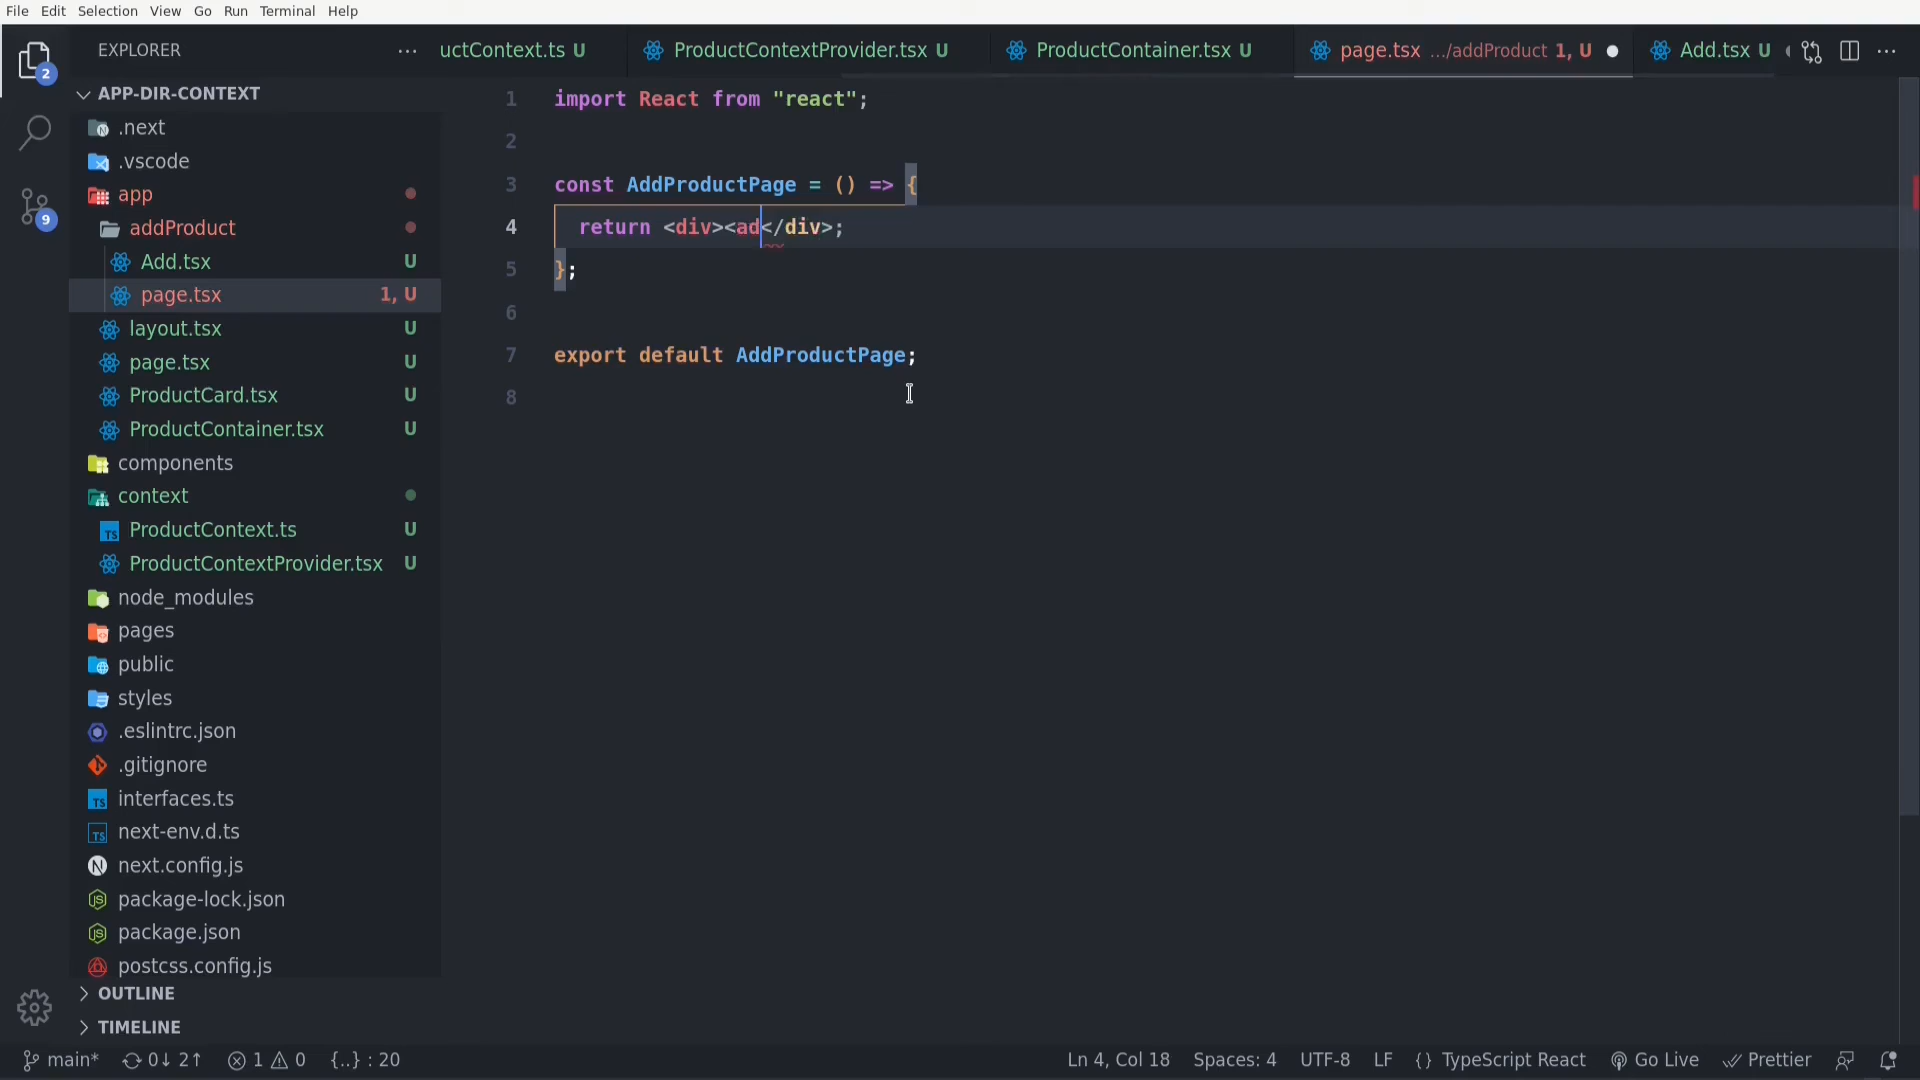 File Edit Selection View Go Run Terminal Help
EXPLORER
uctContext.ts U ProductContextProvider.tsx U ProductContainer.tsx U page.tsx .../addProduct 1, U Add.tsx U
2
9
APP-DIR-CONTEXT
.next
.vscode
app
addProduct
Add.tsx U
page.tsx 1, U
layout.tsx U
page.tsx U
ProductCard.tsx U
ProductContainer.tsx U
components
context
ProductContext.ts U
ProductContextProvider.tsx U
node_modules
pages
public
styles
.eslintrc.json
.gitignore
interfaces.ts
next-env.d.ts
next.config.js
package-lock.json
package.json
postcss.config.js
OUTLINE
TIMELINE
1 import React from "react";
2
3 const AddProductPage = () => {
4 return <div><ad</div>;
5 };
6
7 export default AddProductPage;
8
main* 0↓ 2↑ 1 0 {..} : 20 Ln 4, Col 18 Spaces: 4 UTF-8 LF {} TypeScript React Go Live Prettier